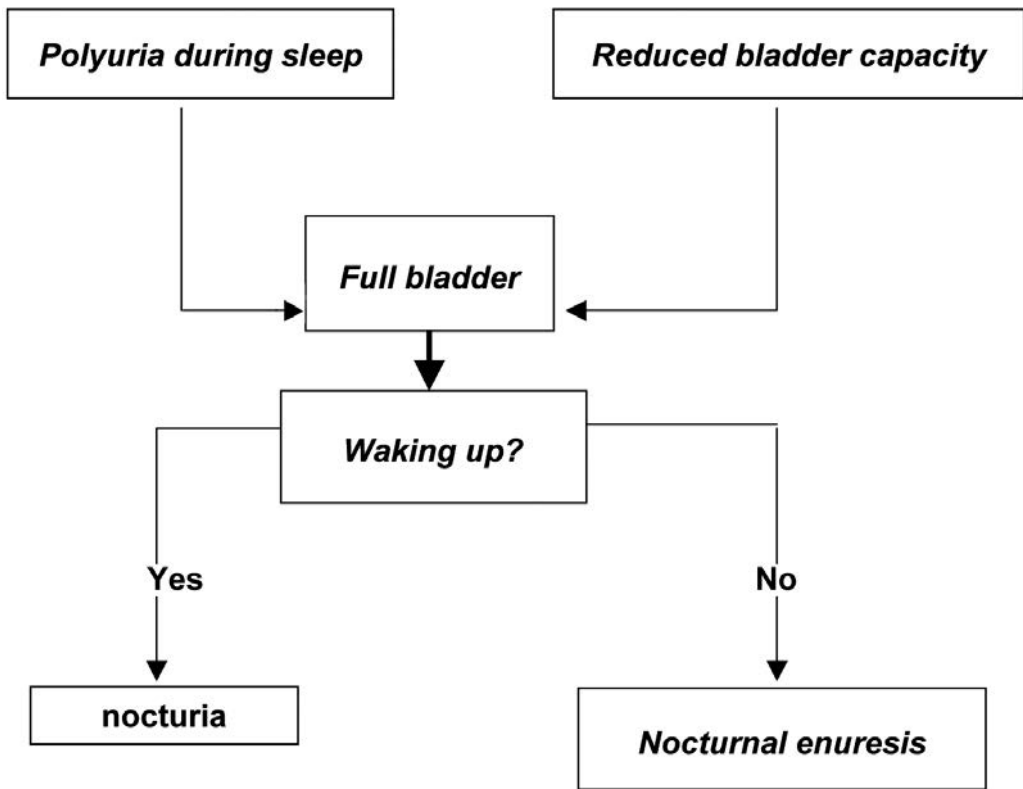 Polyuria during sleep
Reduced bladder capacity
Full bladder
Waking up?
Yes
No
nocturia
Nocturnal enuresis